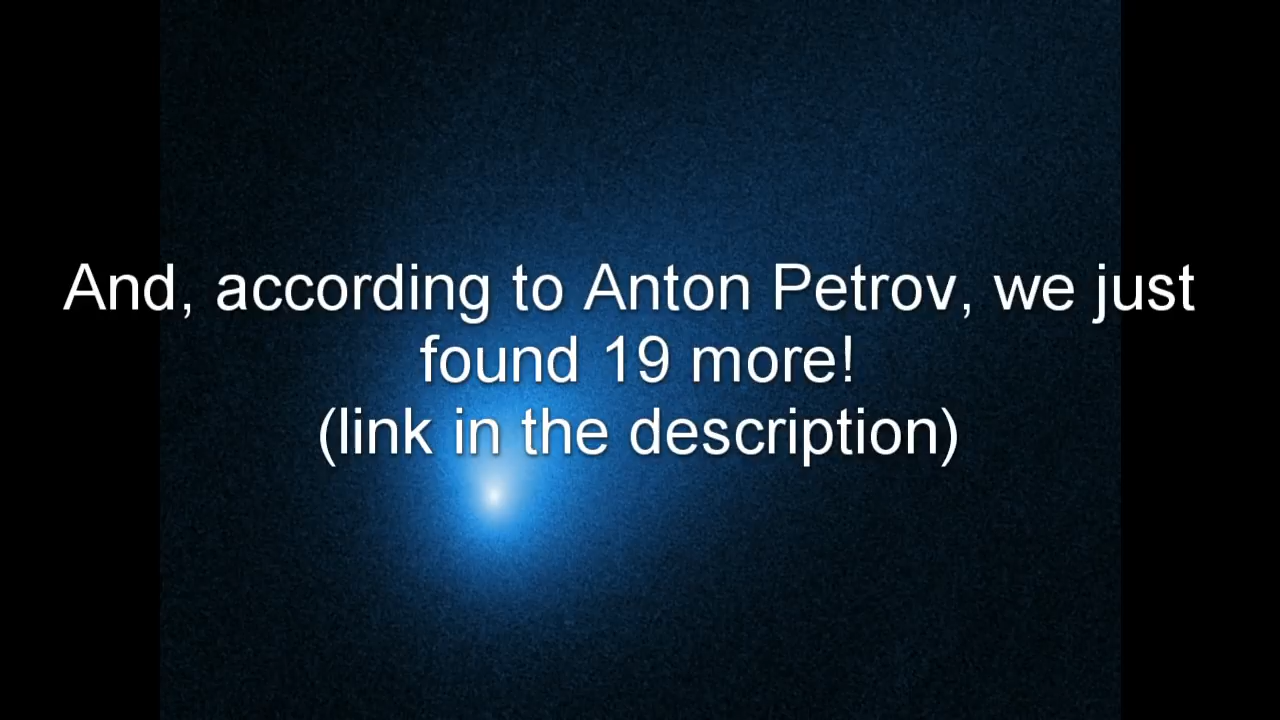 And, according to Anton Petrov, we just
found 19 more!
(link in the description)